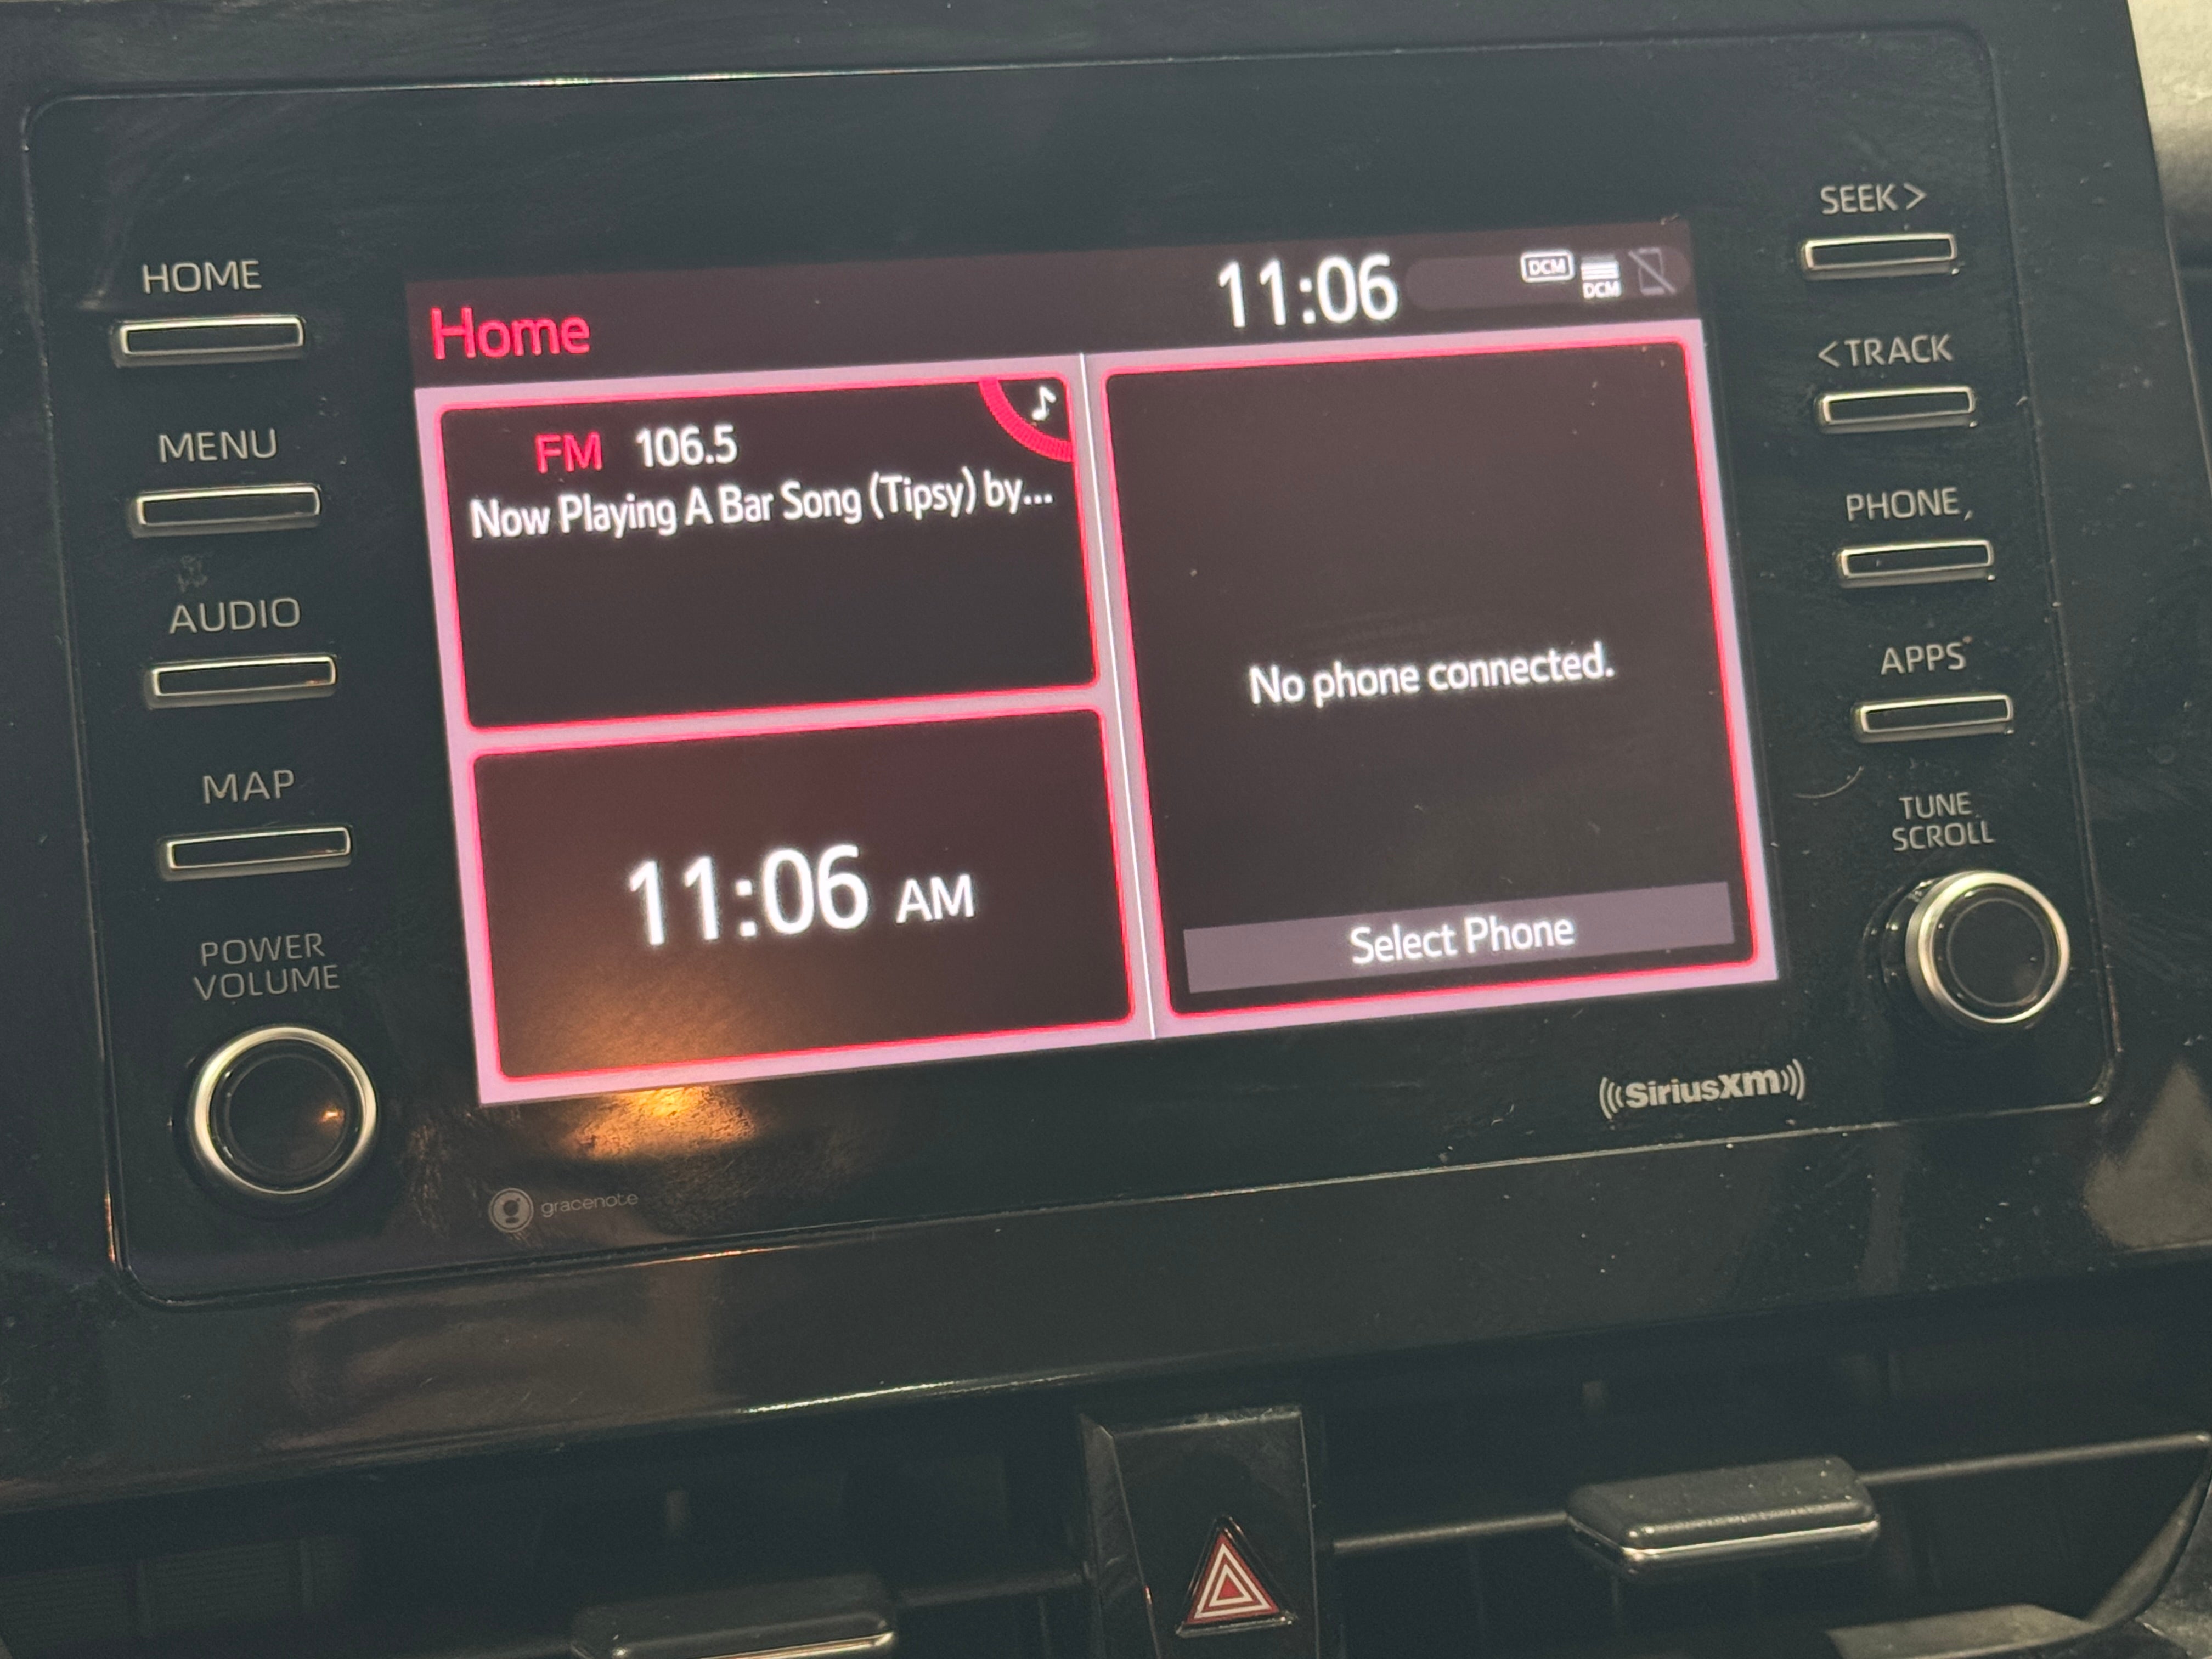 HOME
MENU
AUDIO
MAP
POWER
VOLUME
Home
11:06
DCM
DCM
FM 106.5
Now Playing A Bar Song (Tipsy) by...
11:06 AM
No phone connected.
Select Phone
SEEK >
< TRACK
PHONE
APPS
TUNE
SCROLL
gracenote
((SiriusXM))